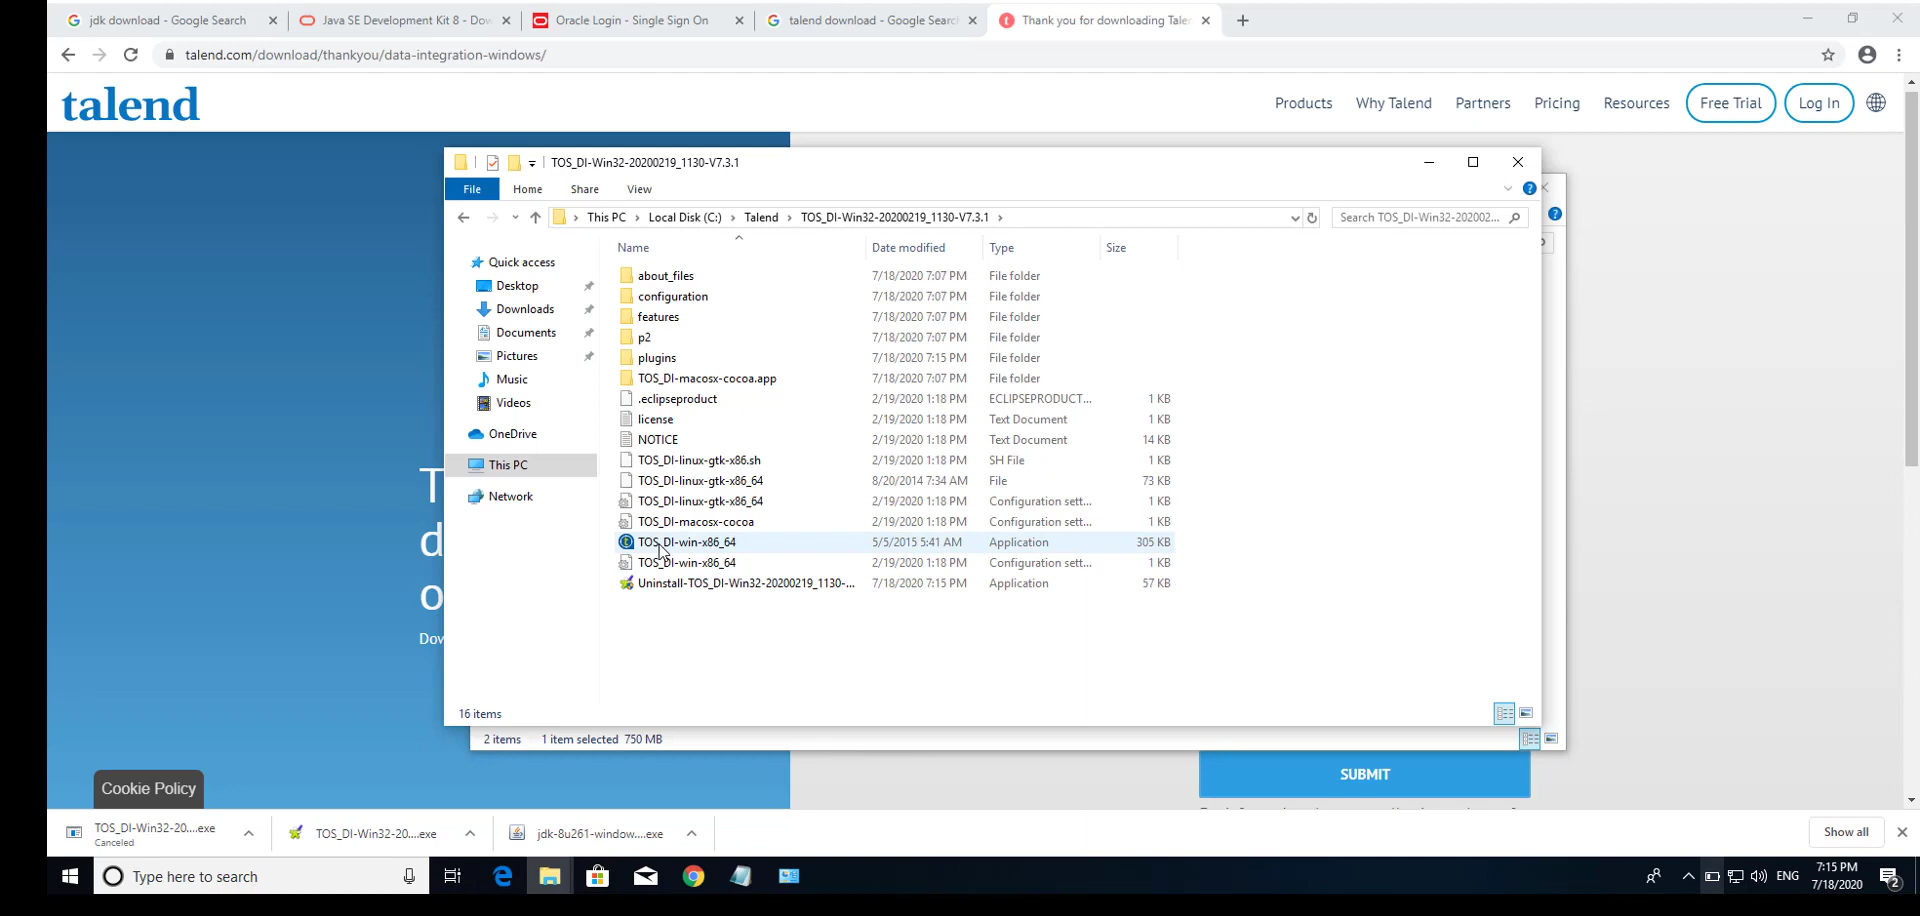 jdk download - Google Search
Java SE Development Kit 8 - Dow
Oracle Login - Single Sign On
talend download - Google Search
Thank you for downloading Talen
talend.com/download/thankyou/data-integration-windows/
talend
Products
Why Talend
Partners
Pricing
Resources
Free Trial
Log In
TOS_DI-Win32-20200219_1130-V7.3.1
File
Home
Share
View
This PC
Local Disk (C:)
Talend
TOS_DI-Win32-20200219_1130-V7.3.1
Search TOS_DI-Win32-202002...
Quick access
Desktop
Downloads
Documents
Pictures
Music
Videos
OneDrive
This PC
Network
Name Date modified Type Size
about_files 7/18/2020 7:07 PM File folder
configuration 7/18/2020 7:07 PM File folder
features 7/18/2020 7:07 PM File folder
p2 7/18/2020 7:07 PM File folder
plugins 7/18/2020 7:15 PM File folder
TOS_DI-macosx-cocoa.app 7/18/2020 7:07 PM File folder
.eclipseproduct 2/19/2020 1:18 PM ECLIPSEPRODUCT... 1 KB
license 2/19/2020 1:18 PM Text Document 1 KB
NOTICE 2/19/2020 1:18 PM Text Document 14 KB
TOS_DI-linux-gtk-x86.sh 2/19/2020 1:18 PM SH File 1 KB
TOS_DI-linux-gtk-x86_64 8/20/2014 7:34 AM File 73 KB
TOS_DI-linux-gtk-x86_64 2/19/2020 1:18 PM Configuration sett... 1 KB
TOS_DI-macosx-cocoa 2/19/2020 1:18 PM Configuration sett... 1 KB
TOS_DI-win-x86_64 5/5/2015 5:41 AM Application 305 KB
TOS_DI-win-x86_64 2/19/2020 1:18 PM Configuration sett... 1 KB
Uninstall-TOS_DI-Win32-20200219_1130-... 7/18/2020 7:15 PM Application 57 KB
16 items
2 items 1 item selected 750 MB
T
d
o
Dov
SUBMIT
Cookie Policy
TOS_DI-Win32-20....exe
Canceled
TOS_DI-Win32-20....exe
jdk-8u261-window....exe
Show all
Type here to search
ENG
7:15 PM
7/18/2020
2